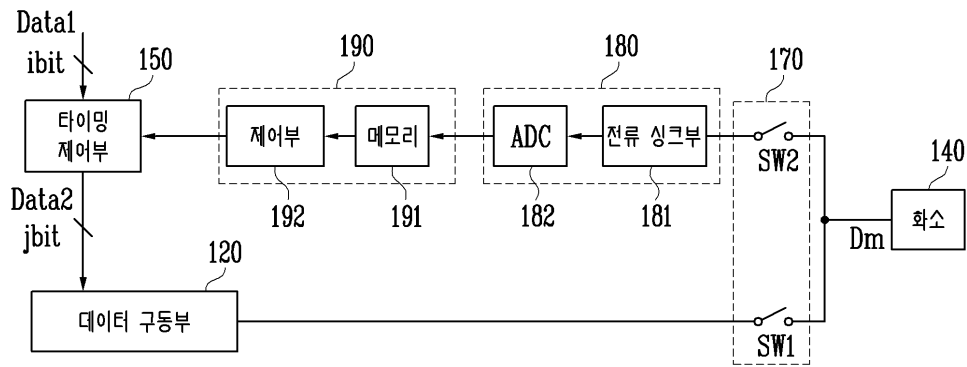 Data1
ibit
150
타이밍
제어부
190
제어부
메모리
192
191
180
ADC
전류 싱크부
182
181
170
SW2
140
화소
Dm
Data2
jbit
120
데이터 구동부
SW1